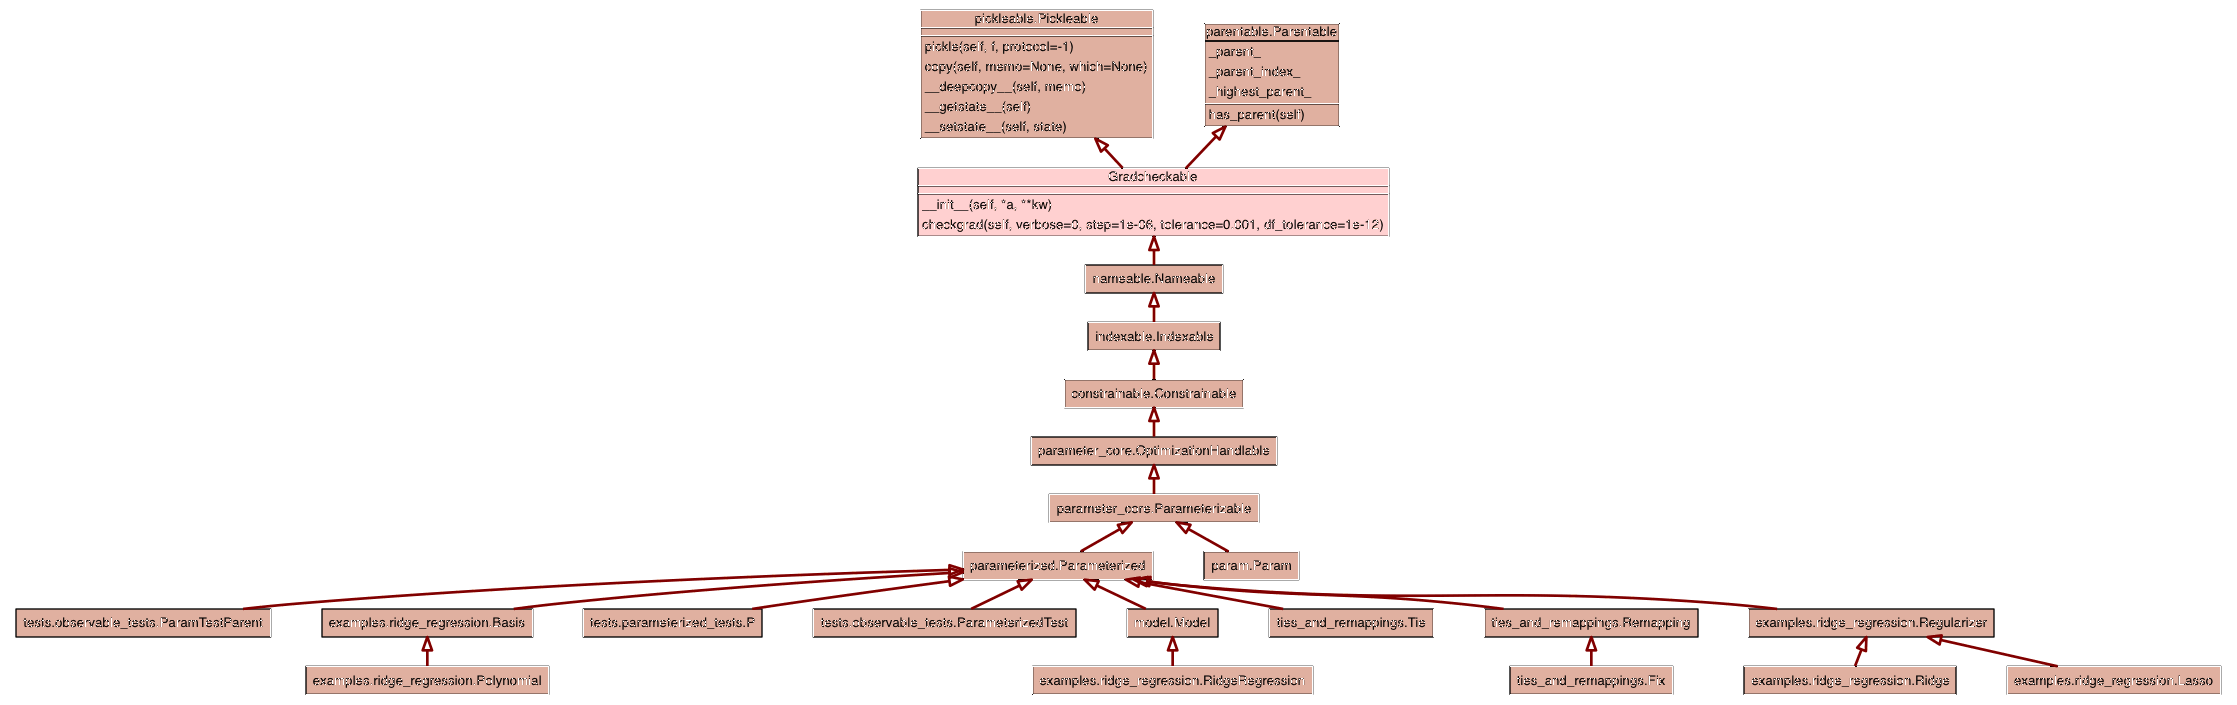 pickleable.Pickleable
pickle(self, f, protocol=-1)
copy(self, memo=None, which=None)
__deepcopy__(self, memo)
__getstate__(self)
__setstate__(self, state)
parentable.Parentable
_parent_
_parent_index_
_highest_parent_
has_parent(self)
Gradcheckable
__init__(self, *a, **kw)
checkgrad(self, verbose=0, step=1e-06, tolerance=0.001, df_tolerance=1e-12)
nameable.Nameable
indexable.Indexable
constrainable.Constrainable
parameter_core.OptimizationHandlable
parameter_core.Parameterizable
parameterized.Parameterized
param.Param
tests.observable_tests.ParamTestParent
examples.ridge_regression.Basis
tests.parameterized_tests.P
tests.observable_tests.ParameterizedTest
model.Model
ties_and_remappings.Tie
ties_and_remappings.Remapping
examples.ridge_regression.Regularizer
examples.ridge_regression.Polynomial
examples.ridge_regression.RidgeRegression
ties_and_remappings.Fix
examples.ridge_regression.Ridge
examples.ridge_regression.Lasso